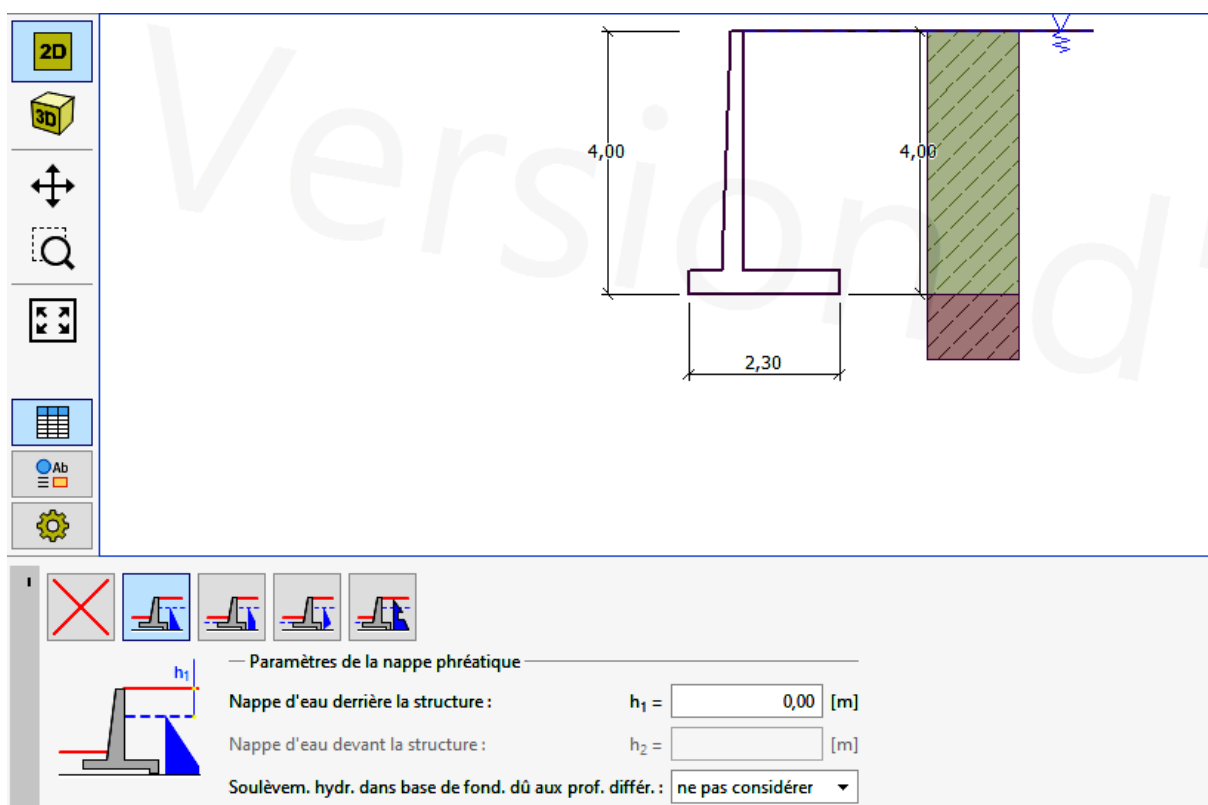 2D
3D
Version d'
4,00
4,00
2,30
Ab
h1
Paramètres de la nappe phréatique
Nappe d'eau derrière la structure :
h1 =
0,00
[m]
Nappe d'eau devant la structure :
h2 =
[m]
Soulèvem. hydr. dans base de fond. dû aux prof. différ. :
ne pas considérer